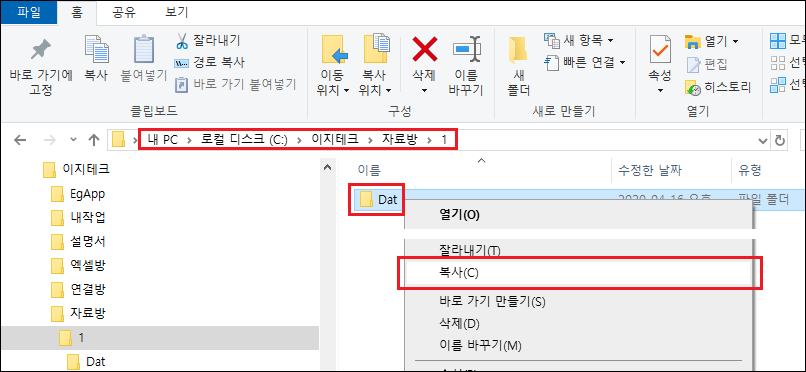 파일 홈 공유 보기
바로 가기에 고정
복사
붙여넣기
잘라내기
경로 복사
바로 가기 붙여넣기
클립보드
이동 위치
복사 위치
삭제
이름 바꾸기
구성
새 폴더
새 항목
빠른 연결
새로 만들기
속성
열기
편집
히스토리
열기
내 PC > 로컬 디스크 (C:) > 이지테크 > 자료방 > 1
이지테크
EgApp
내작업
설명서
엑셀방
연결방
자료방
1
Dat
이름 수정한 날짜 유형
Dat 파일 폴더
열기(O)
잘라내기(T)
복사(C)
바로 가기 만들기(S)
삭제(D)
이름 바꾸기(M)